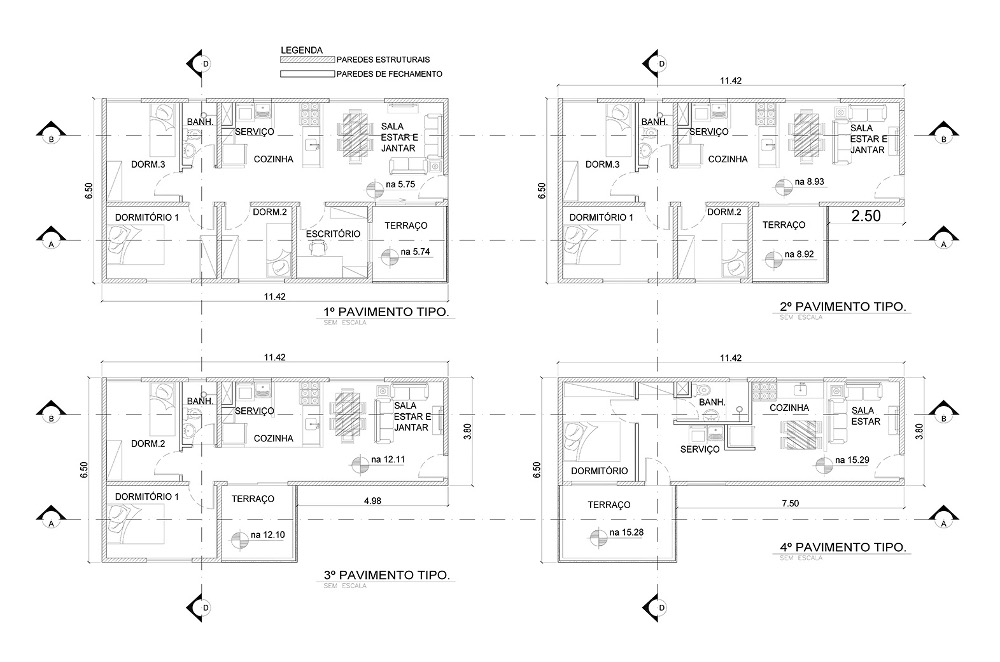 LEGENDA
PAREDES ESTRUTURAIS
PAREDES DE FECHAMENTO
D
D
B
A
6.50
BANH.
SERVIÇO
COZINHA
DORM.3
SALA
ESTAR E
JANTAR
na 5.75
DORMITÓRIO 1
DORM.2
ESCRITÓRIO
TERRAÇO
na 5.74
11.42
1º PAVIMENTO TIPO.
SEM ESCALA
11.42
6.50
BANH.
SERVIÇO
COZINHA
DORM.3
SALA
ESTAR E
JANTAR
na 8.93
DORMITÓRIO 1
DORM.2
TERRAÇO
na 8.92
2.50
B
A
2º PAVIMENTO TIPO.
SEM ESCALA
11.42
B
A
6.50
BANH.
SERVIÇO
COZINHA
DORM.2
SALA
ESTAR E
JANTAR
3.80
na 12.11
DORMITÓRIO 1
TERRAÇO
na 12.10
4.98
3º PAVIMENTO TIPO.
SEM ESCALA
11.42
6.50
BANH.
COZINHA
SALA
ESTAR
SERVIÇO
DORMITÓRIO
na 15.29
3.80
TERRAÇO
na 15.28
7.50
B
A
4º PAVIMENTO TIPO.
SEM ESCALA
D
D